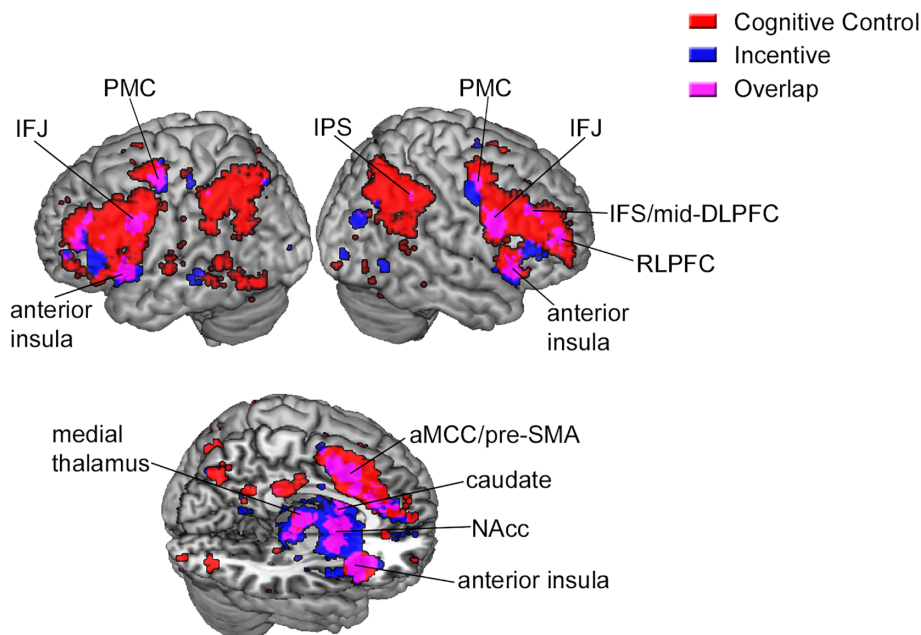 Cognitive Control
Incentive
Overlap
PMC
IFJ
IPS
PMC
IFJ
IFS/mid-DLPFC
RLPFC
anterior
insula
anterior
insula
medial
thalamus
aMCC/pre-SMA
caudate
NAcc
anterior insula